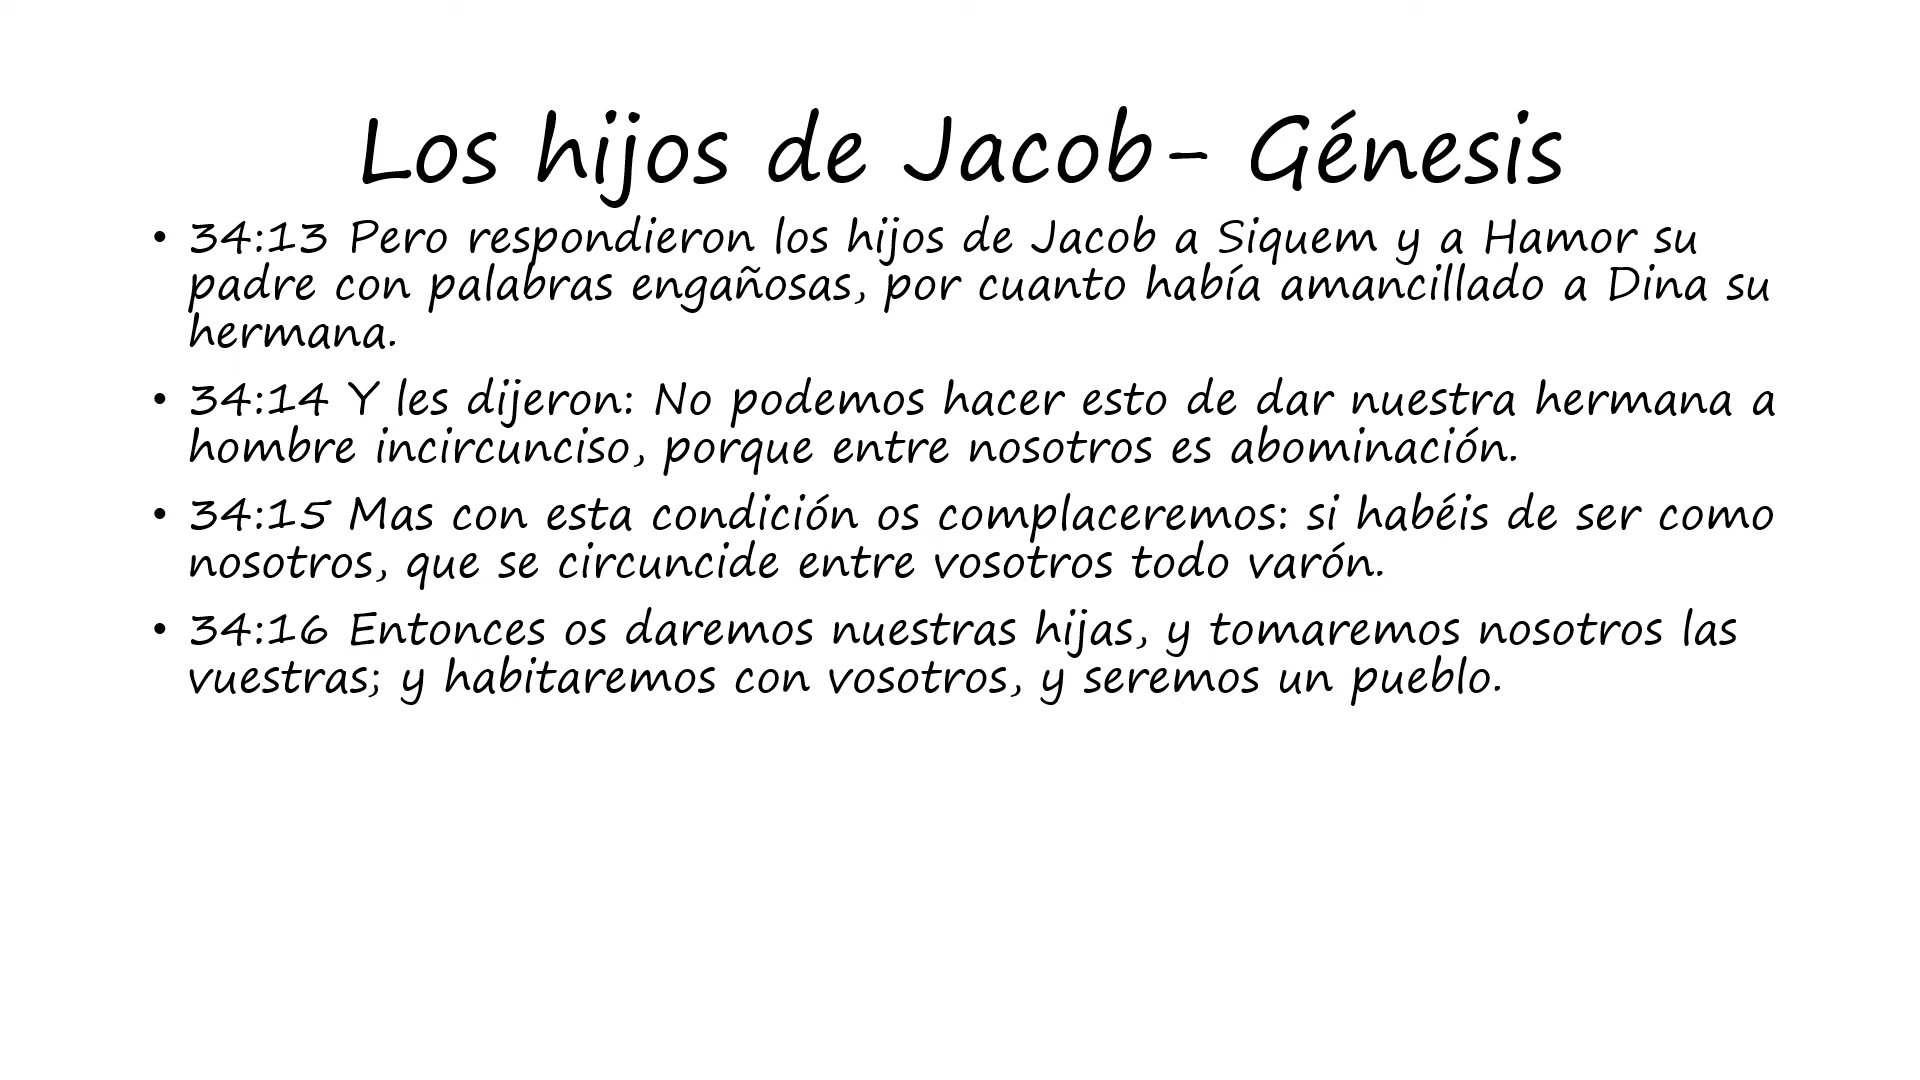 Los hijos de Jacob- Génesis
• 34:13 Pero respondieron los hijos de Jacob a Siquem y a Hamor su
padre con palabras engañosas, por cuanto había amancillado a Dina su
hermana.
• 34:14 Y les dijeron: No podemos hacer esto de dar nuestra hermana a
hombre incircunciso, porque entre nosotros es abominación.
• 34:15 Mas con esta condición os complaceremos: si habéis de ser como
nosotros, que se circuncide entre vosotros todo varón.
• 34:16 Entonces os daremos nuestras hijas, y tomaremos nosotros las
vuestras; y habitaremos con vosotros, y seremos un pueblo.